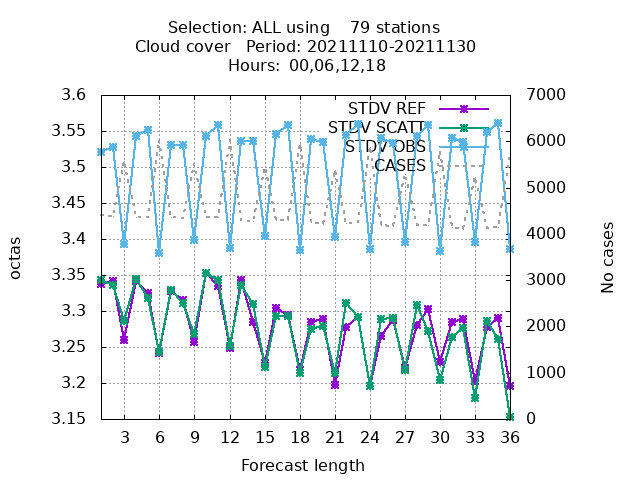 Selection: ALL using    79 stations
Cloud cover   Period: 20211110-20211130
Hours:  00,06,12,18
3.6
3.55
3.5
3.45
3.4
3.35
3.3
3.25
3.2
3.15
7000
6000
5000
4000
3000
2000
1000
0
3 6 9 12 15 18 21 24 27 30 33 36
octas
No cases
Forecast length
STDV REF
STDV SCATT
STDV OBS
CASES